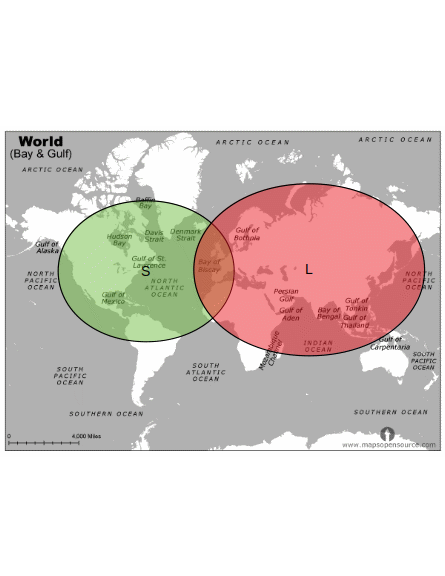 World
(Bay & Gulf)
ARCTIC OCEAN
ARCTIC OCEAN
ARCTIC OCEAN
Baffin
Bay
Gulf of
Alaska
Hudson
Bay
Davis
Strait
Denmark
Strait
Gulf of
Bothnia
Gulf of St.
Lawrence
S
Bay of
Biscay
L
NORTH
PACIFIC
OCEAN
NORTH
ATLANTIC
OCEAN
NORTH
PACIFIC
OCEAN
Gulf of
Mexico
Persian
Gulf
Gulf of
Aden
Bay of
Bengal
Gulf of
Tonkin
Gulf of
Thailand
Mozambique
Channel
INDIAN
OCEAN
Gulf of
Carpentaria
SOUTH
PACIFIC
OCEAN
SOUTH
ATLANTIC
OCEAN
SOUTH
PACIFIC
OCEAN
SOUTHERN OCEAN
SOUTHERN OCEAN
0 4,000 Miles
www.mapsopensource.com